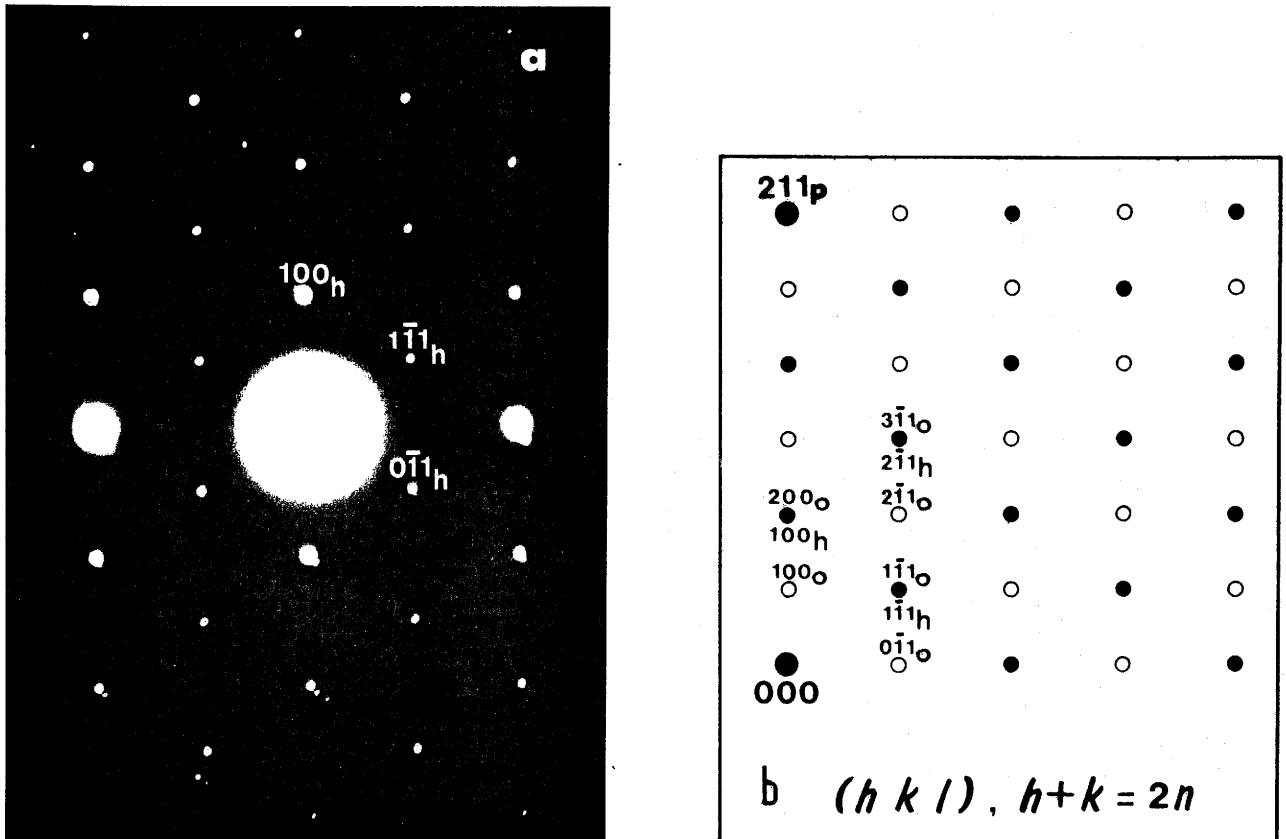 a
100h
11̄1h
01̄1h
211p
31̄1o
21̄1h
200o
21̄1o
100h
100o
11̄1o
11̄1h
01̄1o
000
b (h k l), h+k = 2n